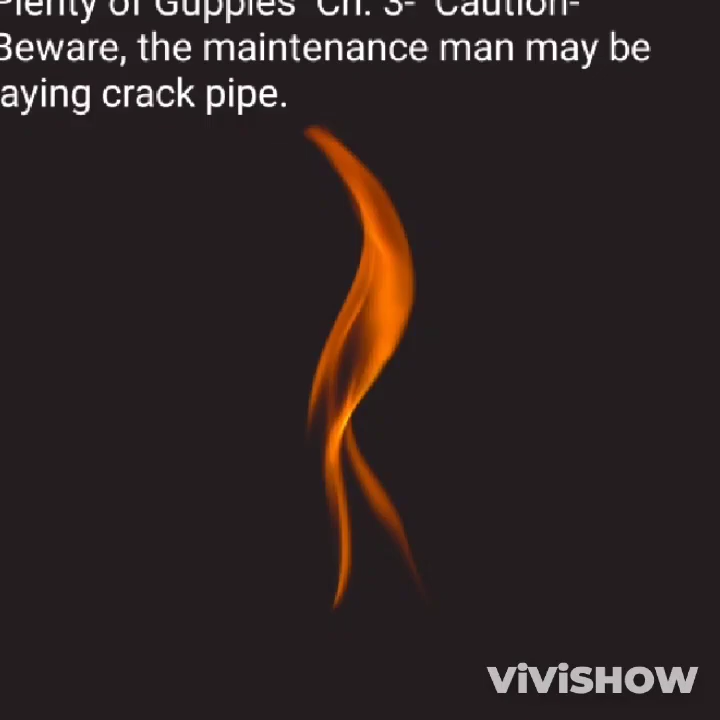 Plenty of Guppies Ch. 3- Caution-
Beware, the maintenance man may be
aying crack pipe.
ViViSHOW